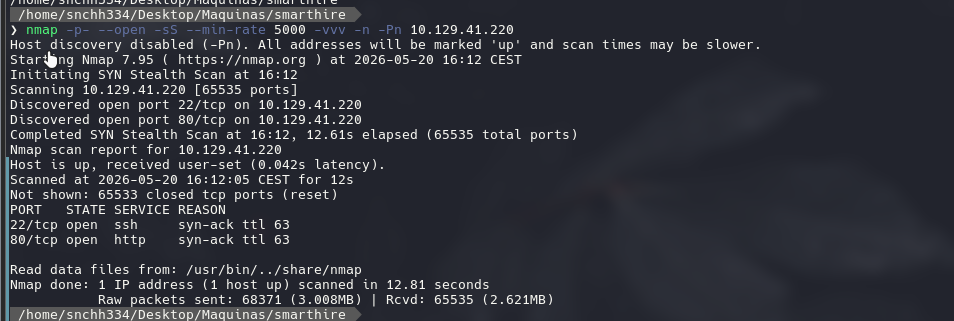 /home/snchh334/Desktop/Maquinas/smarthire
/home/snchh334/Desktop/Maquinas/smarthire
❯ nmap -p- --open -sS --min-rate 5000 -vvv -n -Pn 10.129.41.220
Host discovery disabled (-Pn). All addresses will be marked 'up' and scan times may be slower.
Starting Nmap 7.95 ( https://nmap.org ) at 2026-05-20 16:12 CEST
Initiating SYN Stealth Scan at 16:12
Scanning 10.129.41.220 [65535 ports]
Discovered open port 22/tcp on 10.129.41.220
Discovered open port 80/tcp on 10.129.41.220
Completed SYN Stealth Scan at 16:12, 12.61s elapsed (65535 total ports)
Nmap scan report for 10.129.41.220
Host is up, received user-set (0.042s latency).
Scanned at 2026-05-20 16:12:05 CEST for 12s
Not shown: 65533 closed tcp ports (reset)
PORT   STATE SERVICE REASON
22/tcp open  ssh     syn-ack ttl 63
80/tcp open  http    syn-ack ttl 63
Read data files from: /usr/bin/../share/nmap
Nmap done: 1 IP address (1 host up) scanned in 12.81 seconds
           Raw packets sent: 68371 (3.008MB) | Rcvd: 65535 (2.621MB)
/home/snchh334/Desktop/Maquinas/smarthire